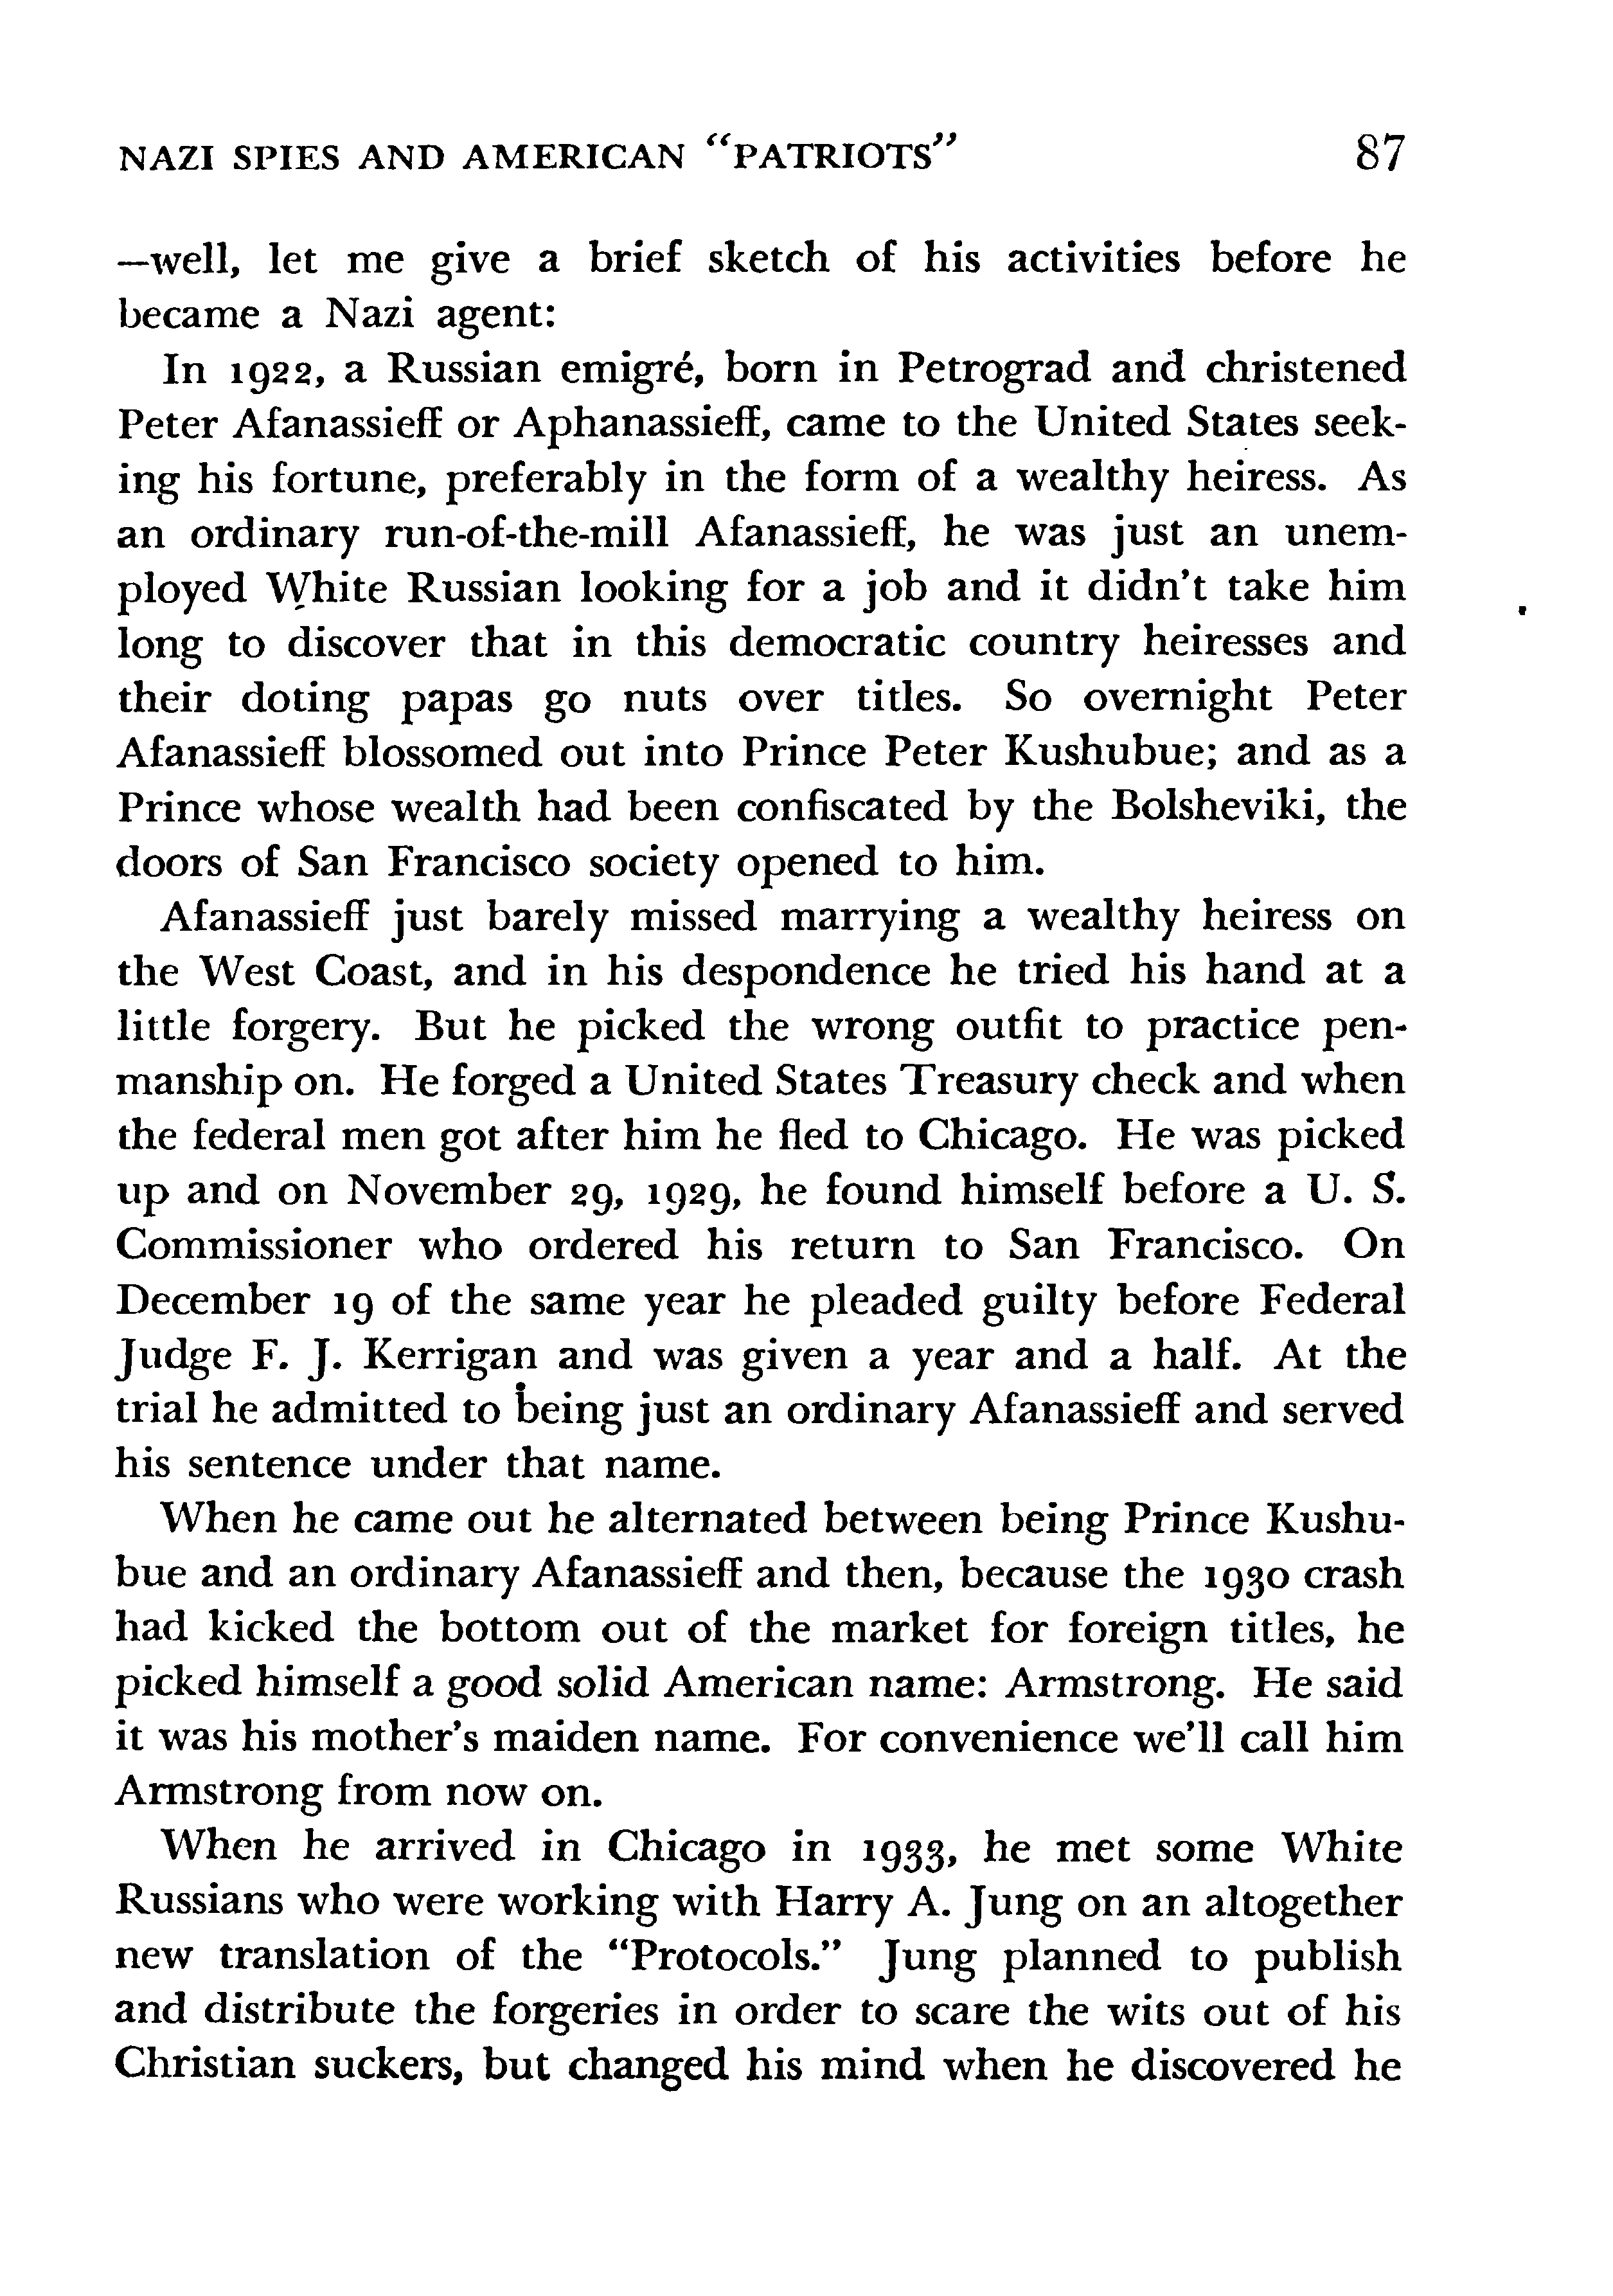 NAZI SPIES AND AMERICAN “PATRIOTS” 87
—well, let me give a brief sketch of his activities before he
became a Nazi agent:
In 1922, a Russian emigré, born in Petrograd and christened
Peter Afanassieff or Aphanassieff, came to the United States seek-
ing his fortune, preferably in the form of a wealthy heiress. As
an ordinary run-of-the-mill Afanassieff, he was just an unem-
ployed White Russian looking for a job and it didn’t take him
long to discover that in this democratic country heiresses and
their doting papas go nuts over titles. So overnight Peter
Afanassieff blossomed out into Prince Peter Kushubue; and as a
Prince whose wealth had been confiscated by the Bolsheviki, the
doors of San Francisco society opened to him.
Afanassieff just barely missed marrying a wealthy heiress on
the West Coast, and in his despondence he tried his hand at a
little forgery. But he picked the wrong outfit to practice pen-
manship on. He forged a United States Treasury check and when
the federal men got after him he fled to Chicago. He was picked
up and on November 29, 1929, he found himself before a U. S.
Commissioner who ordered his return to San Francisco. On
December 19 of the same year he pleaded guilty before Federal
Judge F. J. Kerrigan and was given a year and a half. At the
trial he admitted to being just an ordinary Afanassieff and served
his sentence under that name.
When he came out he alternated between being Prince Kushu-
bue and an ordinary Afanassieff and then, because the 1930 crash
had kicked the bottom out of the market for foreign titles, he
picked himself a good solid American name: Armstrong. He said
it was his mother’s maiden name. For convenience we’ll call him
Armstrong from now on.
When he arrived in Chicago in 1933, he met some White
Russians who were working with Harry A. Jung on an altogether
new translation of the “Protocols.” Jung planned to publish
and distribute the forgeries in order to scare the wits out of his
Christian suckers, but changed his mind when he discovered he